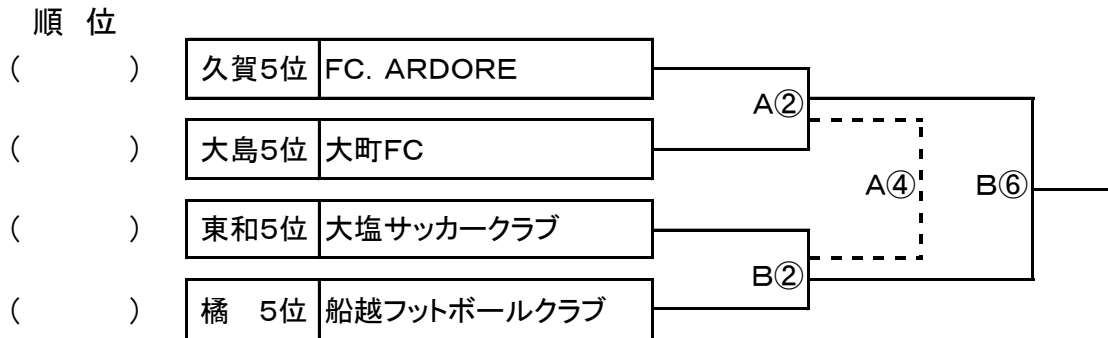 順 位
（　　　） 久賀5位 FC．ARDORE
A②
（　　　） 大島5位 大町FC
A④ B⑥
（　　　） 東和5位 大塩サッカークラブ
B②
（　　　） 橘　5位 船越フットボールクラブ